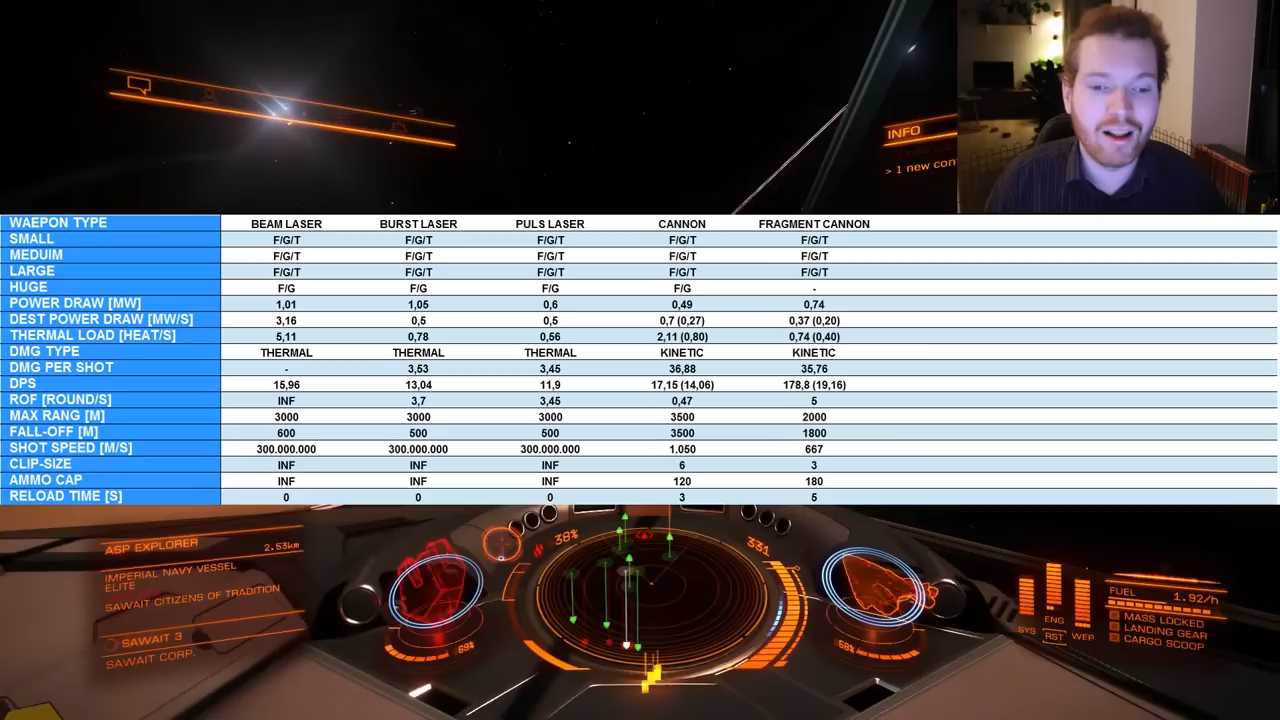 INFO
> 1 new con
WAEPON TYPE BEAM LASER BURST LASER PULS LASER CANNON FRAGMENT CANNON
SMALL F/G/T F/G/T F/G/T F/G/T F/G/T
MEDUIM F/G/T F/G/T F/G/T F/G/T F/G/T
LARGE F/G/T F/G/T F/G/T F/G/T F/G/T
HUGE F/G F/G F/G F/G -
POWER DRAW [MW] 1,01 1,05 0,6 0,49 0,74
DEST POWER DRAW [MW/S] 3,16 0,5 0,5 0,7 (0,27) 0,37 (0,20)
THERMAL LOAD [HEAT/S] 5,11 0,78 0,56 2,11 (0,80) 0,74 (0,40)
DMG TYPE THERMAL THERMAL THERMAL KINETIC KINETIC
DMG PER SHOT - 3,53 3,45 36,88 35,76
DPS 15,96 13,04 11,9 17,15 (14,06) 178,8 (19,16)
ROF [ROUND/S] INF 3,7 3,45 0,47 5
MAX RANG [M] 3000 3000 3000 3500 2000
FALL-OFF [M] 600 500 500 3500 1800
SHOT SPEED [M/S] 300.000.000 300.000.000 300.000.000 1.050 667
CLIP-SIZE INF INF INF 6 3
AMMO CAP INF INF INF 120 180
RELOAD TIME [S] 0 0 0 3 5
ASP EXPLORER 2.53km
IMPERIAL NAVY VESSEL
ELITE
SAWAIT CITIZENS OF TRADITION
SAWAIT 3
SAWAIT CORP.
38%
331
69%
68%
SYS ENG WEP
RST
FUEL 1.92/h
MASS LOCKED
LANDING GEAR
CARGO SCOOP